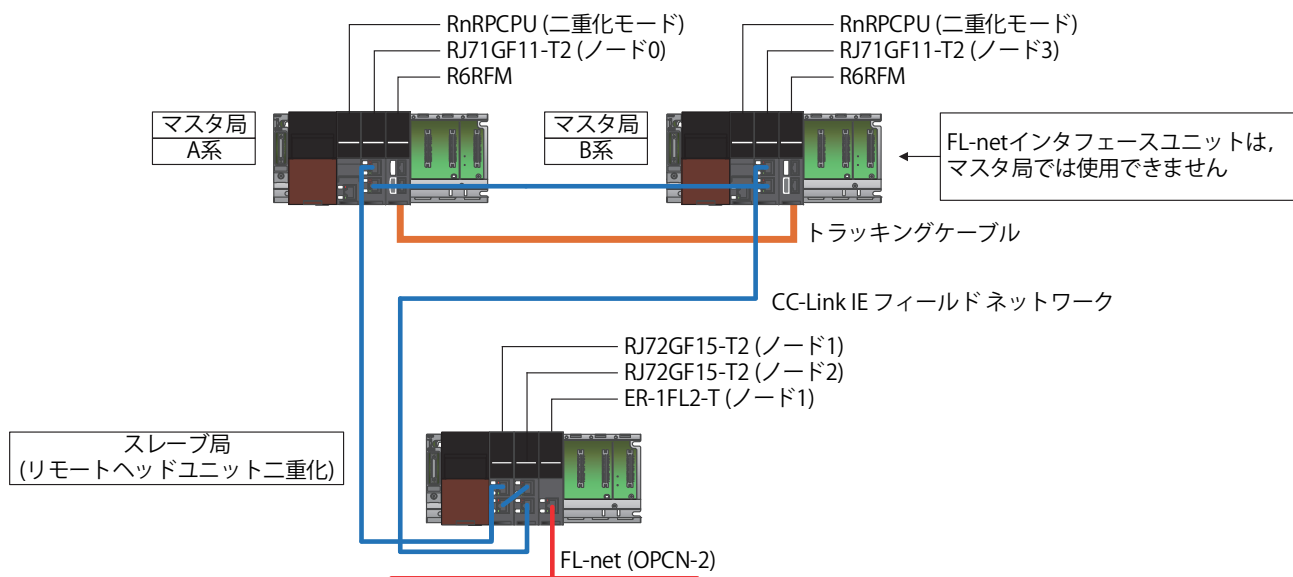 RnRPCPU (二重化モード)
RJ71GF11-T2 (ノード0)
R6RFM
マスタ局
A系
RnRPCPU (二重化モード)
RJ71GF11-T2 (ノード3)
R6RFM
マスタ局
B系
FL-netインタフェースユニットは,
マスタ局では使用できません
トラッキングケーブル
CC-Link IE フィールド ネットワーク
RJ72GF15-T2 (ノード1)
RJ72GF15-T2 (ノード2)
ER-1FL2-T (ノード1)
スレーブ局
(リモートヘッドユニット二重化)
FL-net (OPCN-2)